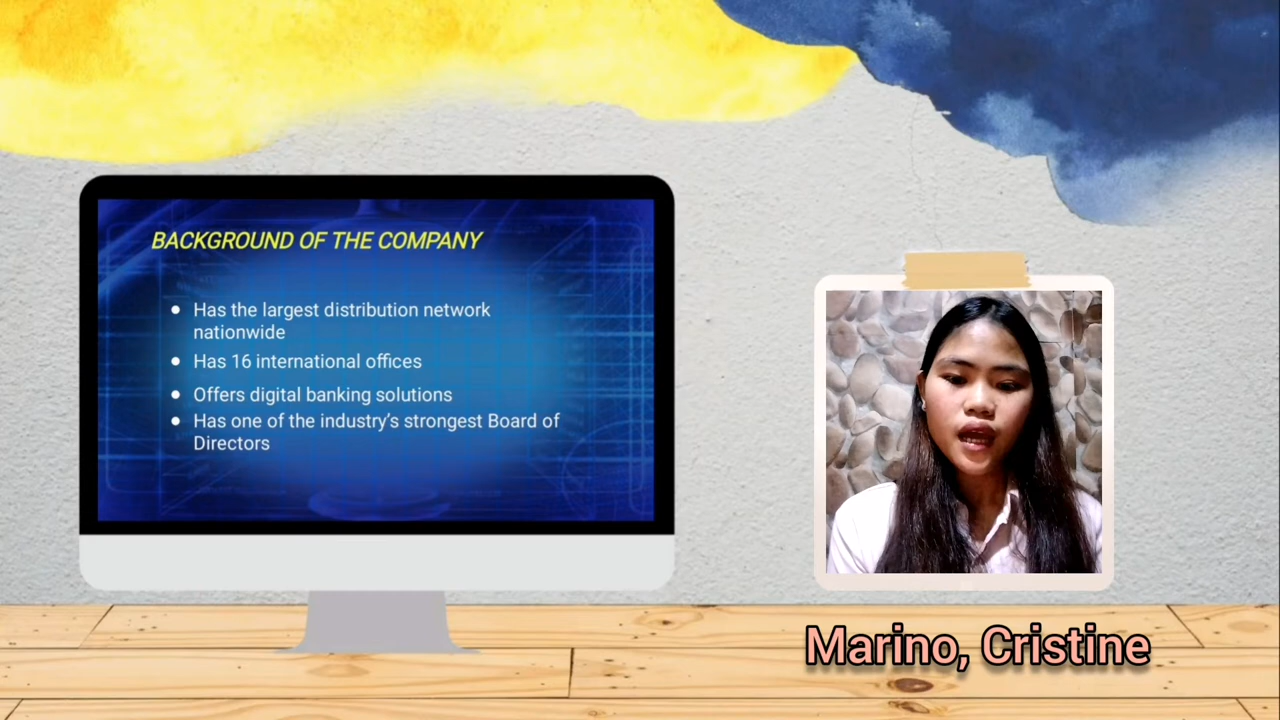 BACKGROUND OF THE COMPANY
Has the largest distribution network
nationwide
Has 16 international offices
Offers digital banking solutions
Has one of the industry's strongest Board of
Directors
Marino, Cristine